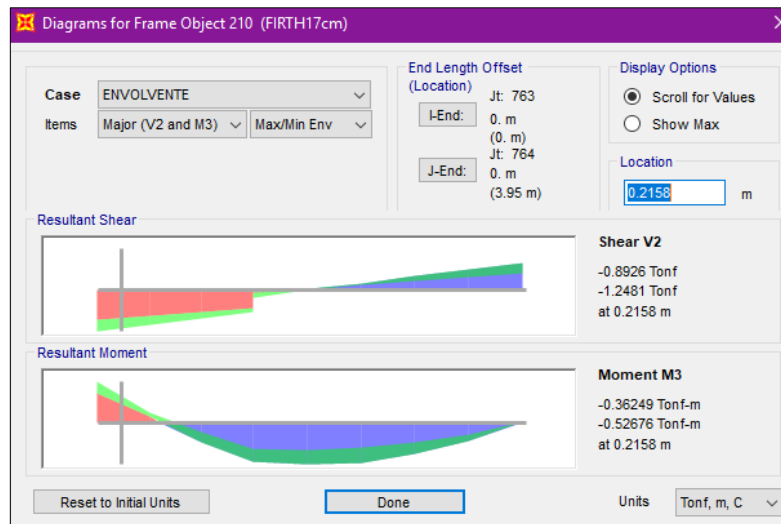 Diagrams for Frame Object 210 (FIRTH17cm)
Case ENVOLVENTE
Items Major (V2 and M3) Max/Min Env
End Length Offset
(Location)
I-End: Jt: 763
0. m
(0. m)
J-End: Jt: 764
0. m
(3.95 m)
Display Options
Scroll for Values
Show Max
Location
0.2158 m
Resultant Shear
Shear V2
-0.8926 Tonf
-1.2481 Tonf
at 0.2158 m
Resultant Moment
Moment M3
-0.36249 Tonf-m
-0.52676 Tonf-m
at 0.2158 m
Reset to Initial Units Done Units Tonf, m, C